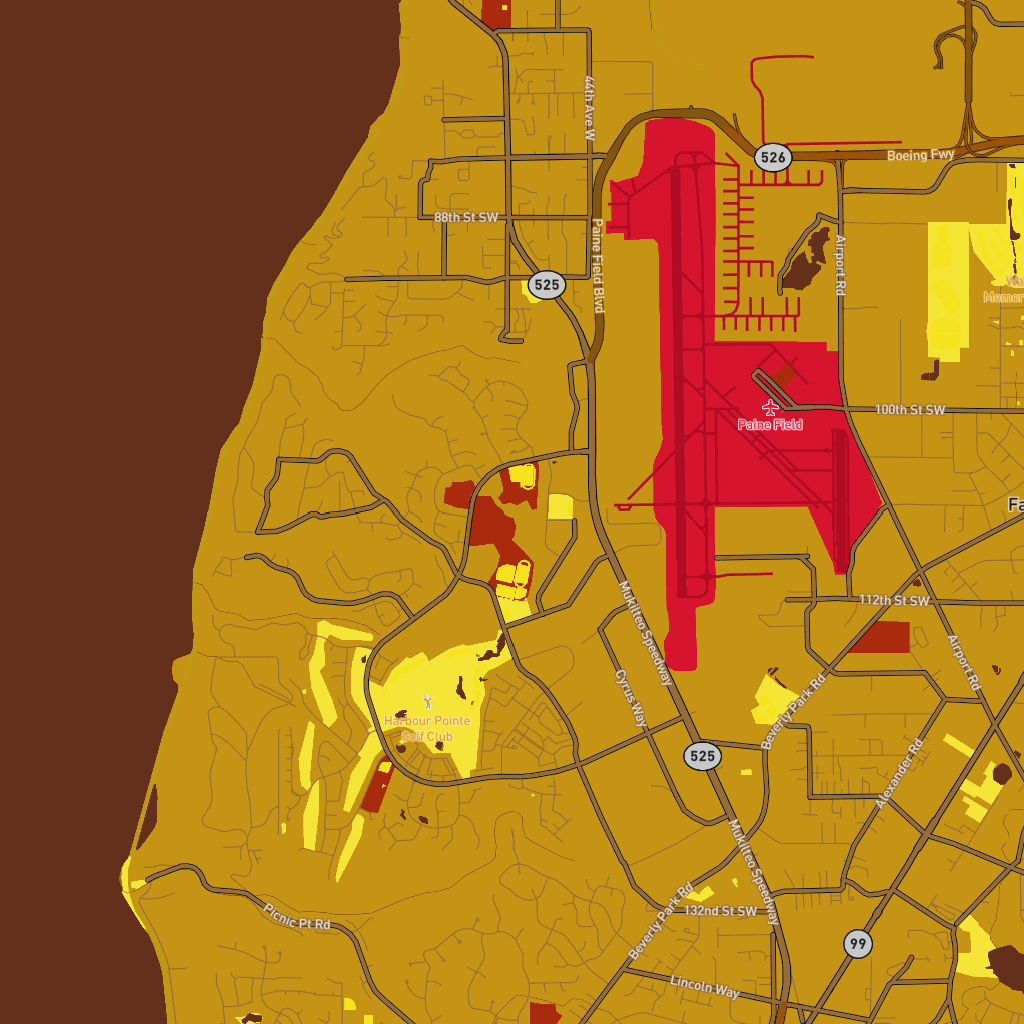 44th Ave W
526
Boeing Fwy
88th St SW
Paine Field Blvd
Airport Rd
525
100th St SW
Paine Field
Fa
112th St SW
Mukilteo Speedway
Airport Rd
Cyrus Way
Beverly Park Rd
Harbour Pointe
Golf Club
525
Alexander Rd
Mukilteo Speedway
Beverly Park Rd
132nd St SW
Picnic Pt Rd
99
Lincoln Way